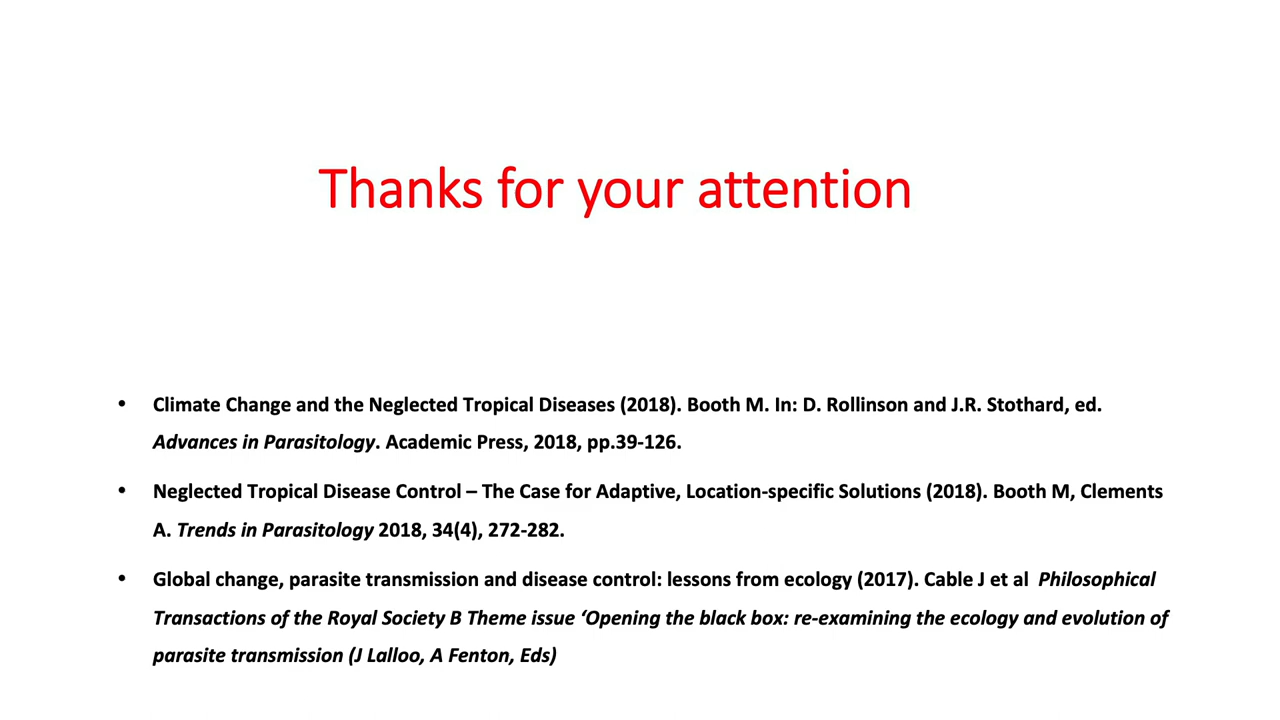 Thanks for your attention
• Climate Change and the Neglected Tropical Diseases (2018). Booth M. In: D. Rollinson and J.R. Stothard, ed.
Advances in Parasitology. Academic Press, 2018, pp.39-126.
• Neglected Tropical Disease Control – The Case for Adaptive, Location-specific Solutions (2018). Booth M, Clements
A. Trends in Parasitology 2018, 34(4), 272-282.
• Global change, parasite transmission and disease control: lessons from ecology (2017). Cable J et al Philosophical
Transactions of the Royal Society B Theme issue ‘Opening the black box: re-examining the ecology and evolution of
parasite transmission (J Lalloo, A Fenton, Eds)